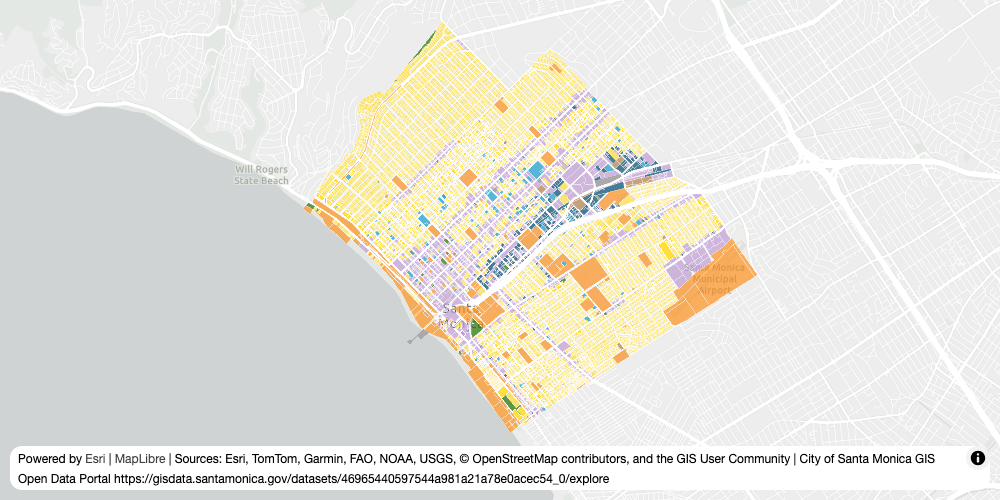 Will Rogers
State Beach
Santa Monica
Municipal
Airport
Santa
Monica
Powered by Esri | MapLibre | Sources: Esri, TomTom, Garmin, FAO, NOAA, USGS, © OpenStreetMap contributors, and the GIS User Community | City of Santa Monica GIS
Open Data Portal https://gisdata.santamonica.gov/datasets/46965440597544a981a21a78e0acec54_0/explore